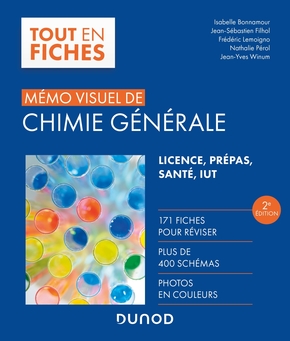 Isabelle Bonnamour
Jean-Sébastien Filhol
Frédéric Lemoigno
Nathalie Pérol
Jean-Yves Winum
TOUT EN
FICHES
MÉMO VISUEL DE
CHIMIE GÉNÉRALE
LICENCE, PRÉPAS,
SANTÉ, IUT
2e
ÉDITION
171 FICHES
POUR RÉVISER
PLUS DE
400 SCHÉMAS
PHOTOS
EN COULEURS
DUNOD